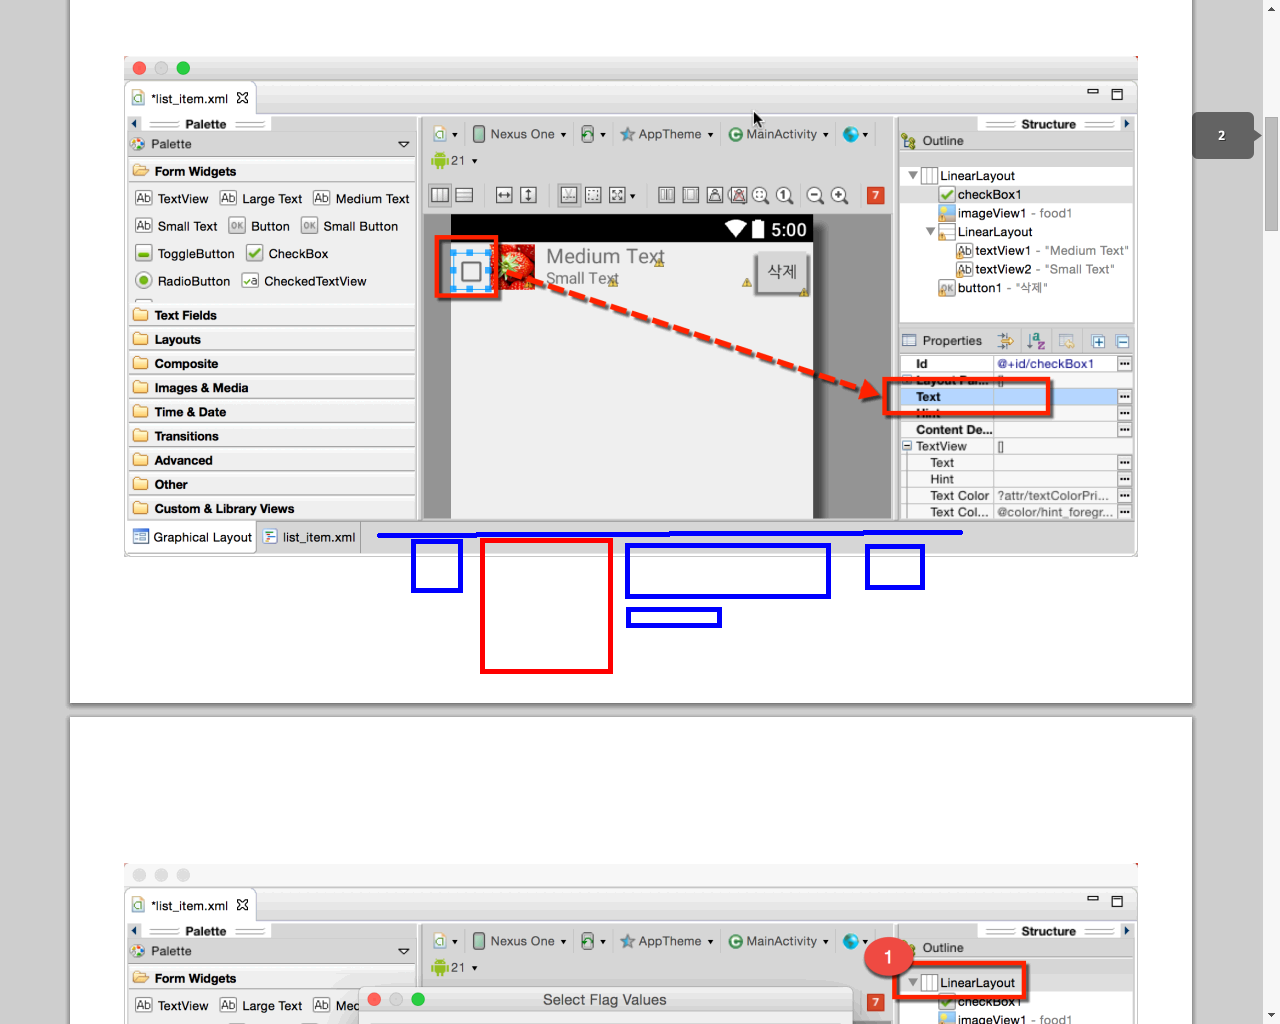 *list_item.xml
Palette
Structure
Palette
Nexus One
AppTheme
MainActivity
Outline
21
Form Widgets
TextView Large Text Medium Text
Small Text Button Small Button
ToggleButton CheckBox
RadioButton CheckedTextView
Text Fields
Layouts
Composite
Images & Media
Time & Date
Transitions
Advanced
Other
Custom & Library Views
Graphical Layout list_item.xml
7
5:00
Medium Text
Small Text
삭제
LinearLayout
checkBox1
imageView1 - food1
LinearLayout
textView1 - "Medium Text"
textView2 - "Small Text"
button1 - "삭제"
Properties
Id @+id/checkBox1
[]
Text
Content De...
TextView []
Text
Hint
Text Color ?attr/textColorPri...
Text Col... @color/hint_foregr...
2
*list_item.xml
Palette
Structure
Palette
Nexus One
AppTheme
MainActivity
Outline
21
1
Form Widgets
TextView Large Text Mec
Select Flag Values
7
LinearLayout
checkBox1
imageView1 - food1